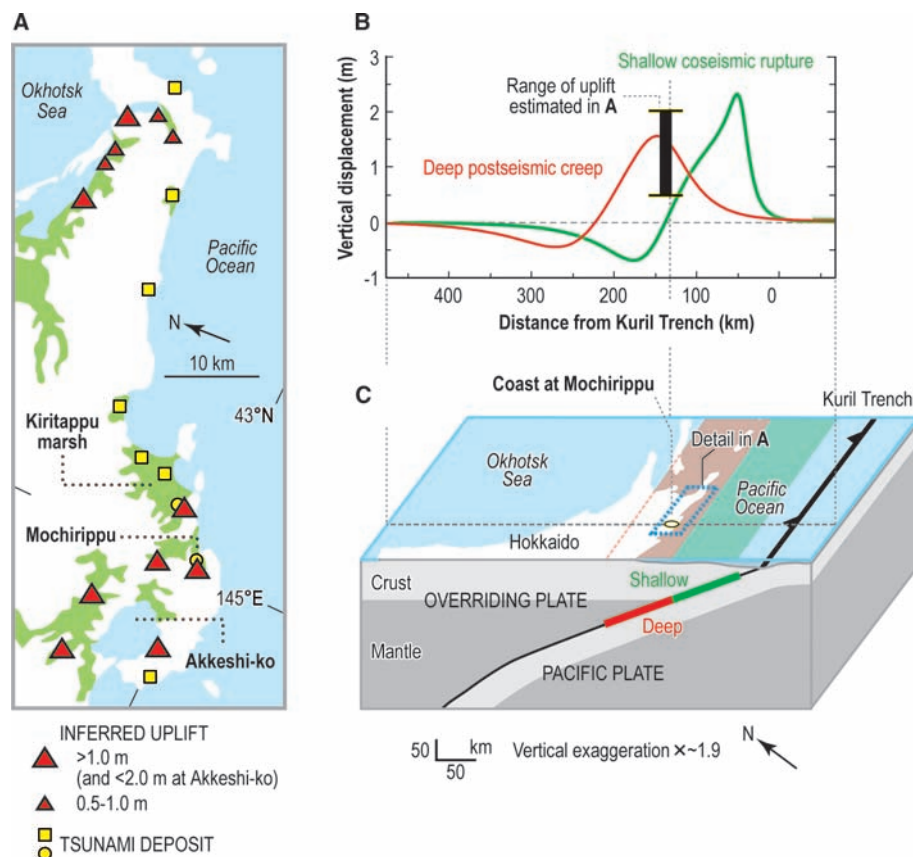 A
Okhotsk
Sea
Pacific
Ocean
N
10 km
43°N
Kiritappu
marsh
Mochirippu
145°E
Akkeshi-ko
INFERRED UPLIFT
>1.0 m
(and <2.0 m at Akkeshi-ko)
0.5-1.0 m
TSUNAMI DEPOSIT
B
Shallow coseismic rupture
Range of uplift
estimated in A
Deep postseismic creep
Vertical displacement (m)
3
2
1
0
-1
400
300
200
100
0
Distance from Kuril Trench (km)
C
Coast at Mochirippu
Kuril Trench
Detail in A
Okhotsk
Sea
Pacific
Ocean
Hokkaido
Crust
Shallow
OVERRIDING PLATE
Deep
Mantle
PACIFIC PLATE
50
km
50
Vertical exaggeration ×~1.9
N